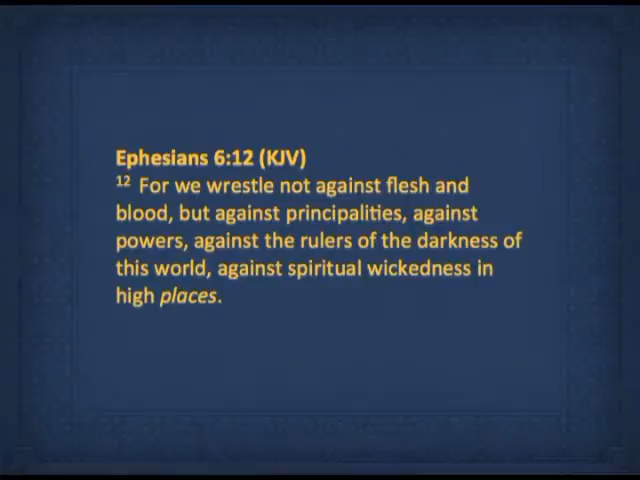 Ephesians 6:12 (KJV)
12 For we wrestle not against flesh and
blood, but against principalities, against
powers, against the rulers of the darkness of
this world, against spiritual wickedness in
high places.